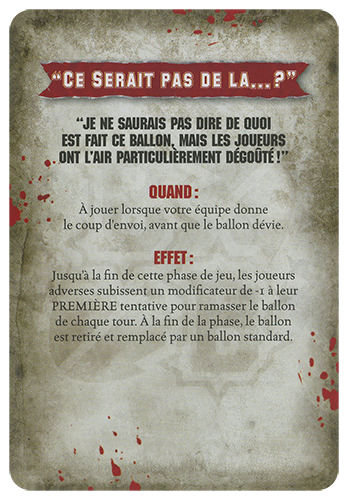 “Ce Serait pas de la...?”
“JE NE SAURAIS PAS DIRE DE QUOI
EST FAIT CE BALLON, MAIS LES JOUEURS
ONT L'AIR PARTICULIÈREMENT DÉGOÛTÉ !”
QUAND :
À jouer lorsque votre équipe donne
le coup d'envoi, avant que le ballon dévie.
EFFET :
Jusqu'à la fin de cette phase de jeu, les joueurs
adverses subissent un modificateur de -1 à leur
PREMIÈRE tentative pour ramasser le ballon
de chaque tour. À la fin de la phase, le ballon
est retiré et remplacé par un ballon standard.